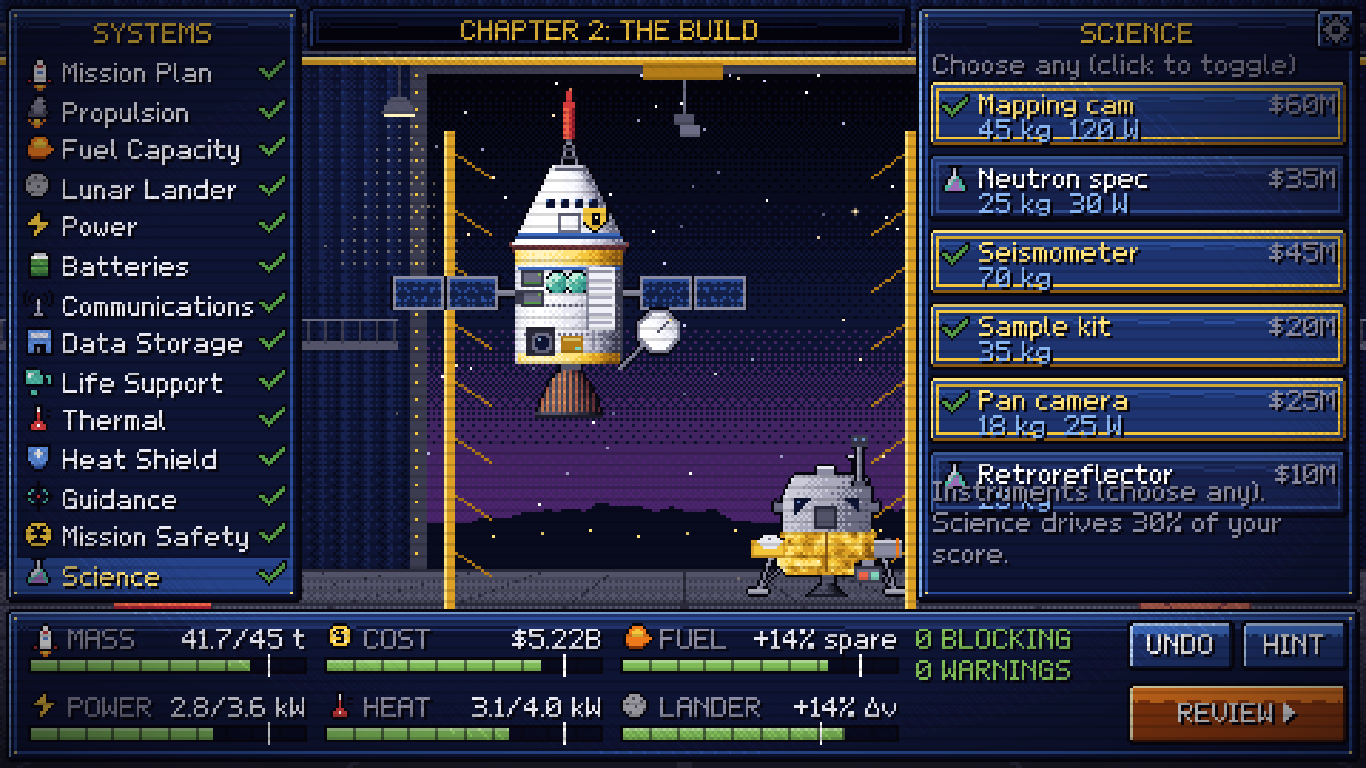 SYSTEMS
Mission Plan
Propulsion
Fuel Capacity
Lunar Lander
Power
Batteries
Communications
Data Storage
Life Support
Thermal
Heat Shield
Guidance
Mission Safety
Science
CHAPTER 2: THE BUILD
SCIENCE
Choose any (click to toggle)
Mapping cam $60M
45 kg 120 W
Neutron spec $35M
25 kg 30 W
Seismometer $45M
70 kg
Sample kit $20M
35 kg
Pan camera $25M
18 kg 25 W
Retroreflector $10M
Instruments (choose any).
Science drives 30% of your
score.
MASS 41.7/45 t
COST $5.22B
FUEL +14% spare
POWER 2.8/3.6 kW
HEAT 3.1/4.0 kW
LANDER +14% Δv
0 BLOCKING
0 WARNINGS
UNDO
HINT
REVIEW